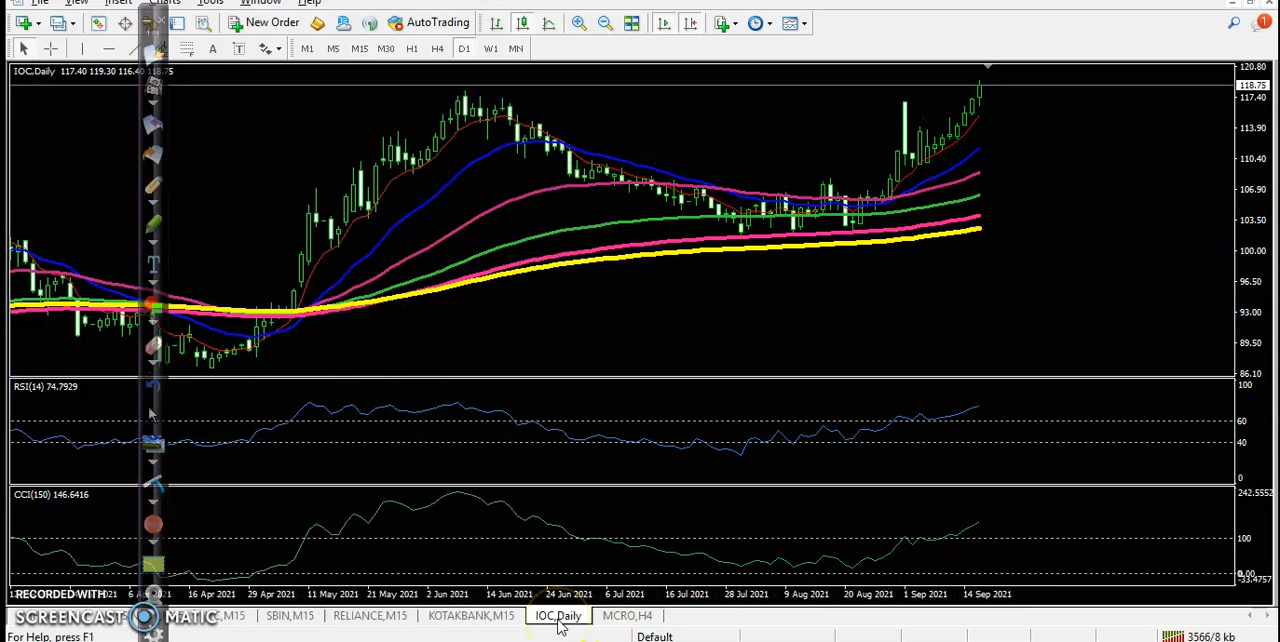 File View Insert Charts Tools Window Help
New Order AutoTrading 1
A T M1 M5 M15 M30 H1 H4 D1 W1 MN
IOC,Daily 117.40 119.30 116.40 118.75
120.80
118.75
117.40
113.90
110.40
106.90
103.50
100.00
96.50
93.00
89.50
86.10
RSI(14) 74.7929
100
60
40
0
CCI(150) 146.6416
242.5552
100
0.00
-33.4757
16 Apr 2021 29 Apr 2021 11 May 2021 21 May 2021 2 Jun 2021 14 Jun 2021 24 Jun 2021 6 Jul 2021 16 Jul 2021 28 Jul 2021 9 Aug 2021 20 Aug 2021 1 Sep 2021 14 Sep 2021
RECORDED WITH
SCREENCAST MATIC
SBIN,M15 RELIANCE,M15 KOTAKBANK,M15 IOC,Daily MCRO,H4
For Help, press F1 Default 3566/8 kb